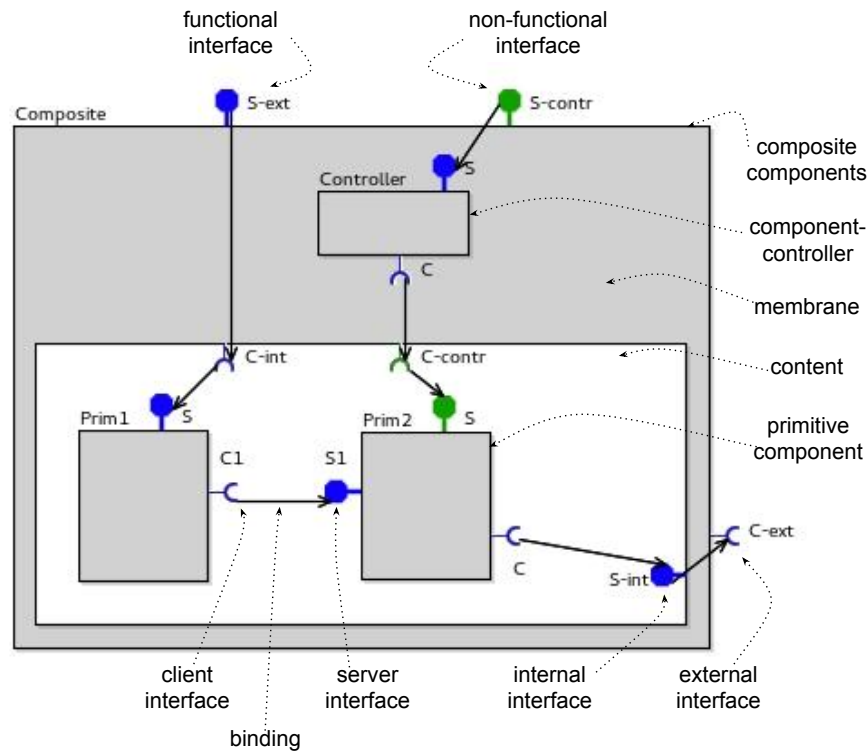 functional
interface
non-functional
interface
S-ext
S-contr
Composite
composite
components
S
Controller
component-
controller
C
membrane
C-int
C-contr
content
Prim1
S
Prim2
S
primitive
component
C1
S1
C-ext
C
S-int
client
interface
server
interface
internal
interface
external
interface
binding